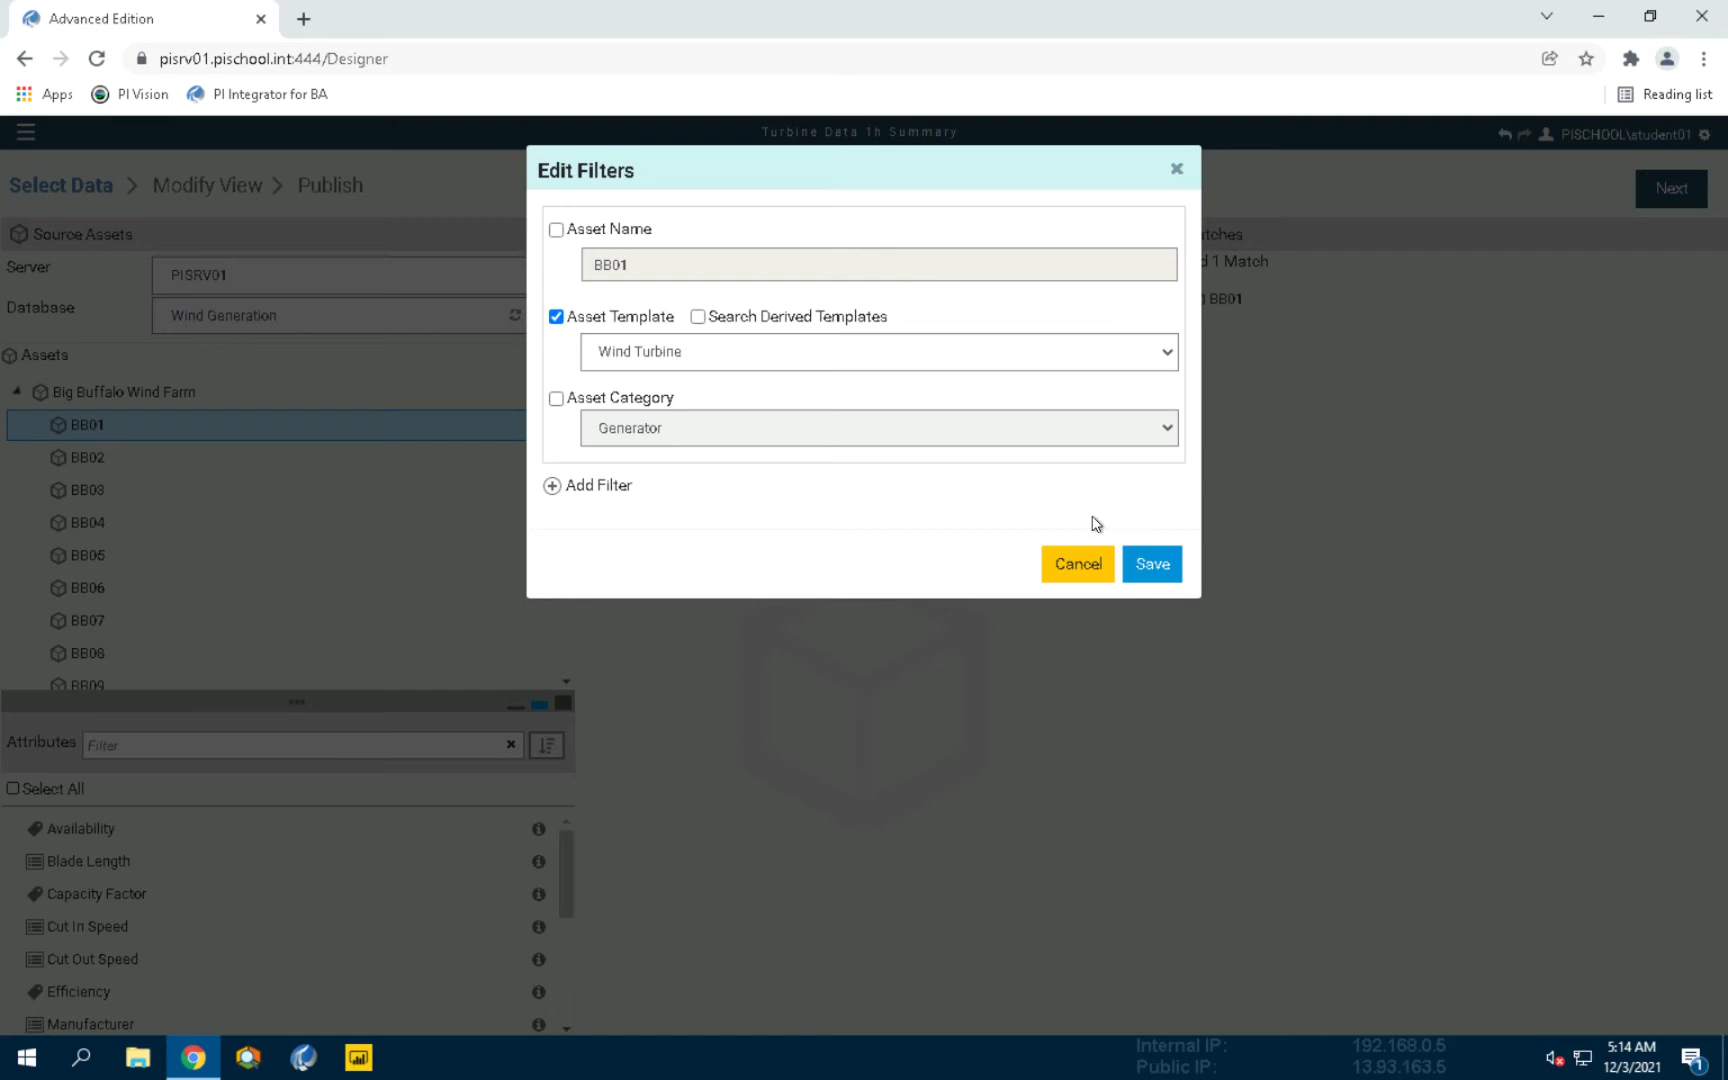 Advanced Edition
pisrv01.pischool.int:444/Designer
Apps PI Vision PI Integrator for BA Reading list
Turbine Data 1h Summary PISCHOOL\student01
Select Data > Modify View > Publish Next
Edit Filters
Source Assets
Server PISRV01
Database Wind Generation
Assets
Big Buffalo Wind Farm
BB01
BB02
BB03
BB04
BB05
BB06
BB07
BB08
BB09
Attributes Filter
Select All
Availability
Blade Length
Capacity Factor
Cut In Speed
Cut Out Speed
Efficiency
Manufacturer
Asset Name
BB01
Asset Template Search Derived Templates
Wind Turbine
Asset Category
Generator
Add Filter
Cancel Save
1 Match
BB01
Internal IP: 192.168.0.5
Public IP: 13.93.163.5
5:14 AM
12/3/2021
1